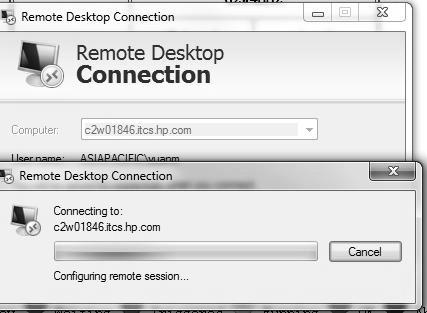 Remote Desktop Connection
Remote Desktop
Connection
Computer:
c2w01846.itcs.hp.com
User name: ASIAPACIFIC\yuanm
Remote Desktop Connection
Connecting to:
c2w01846.itcs.hp.com
Cancel
Configuring remote session...